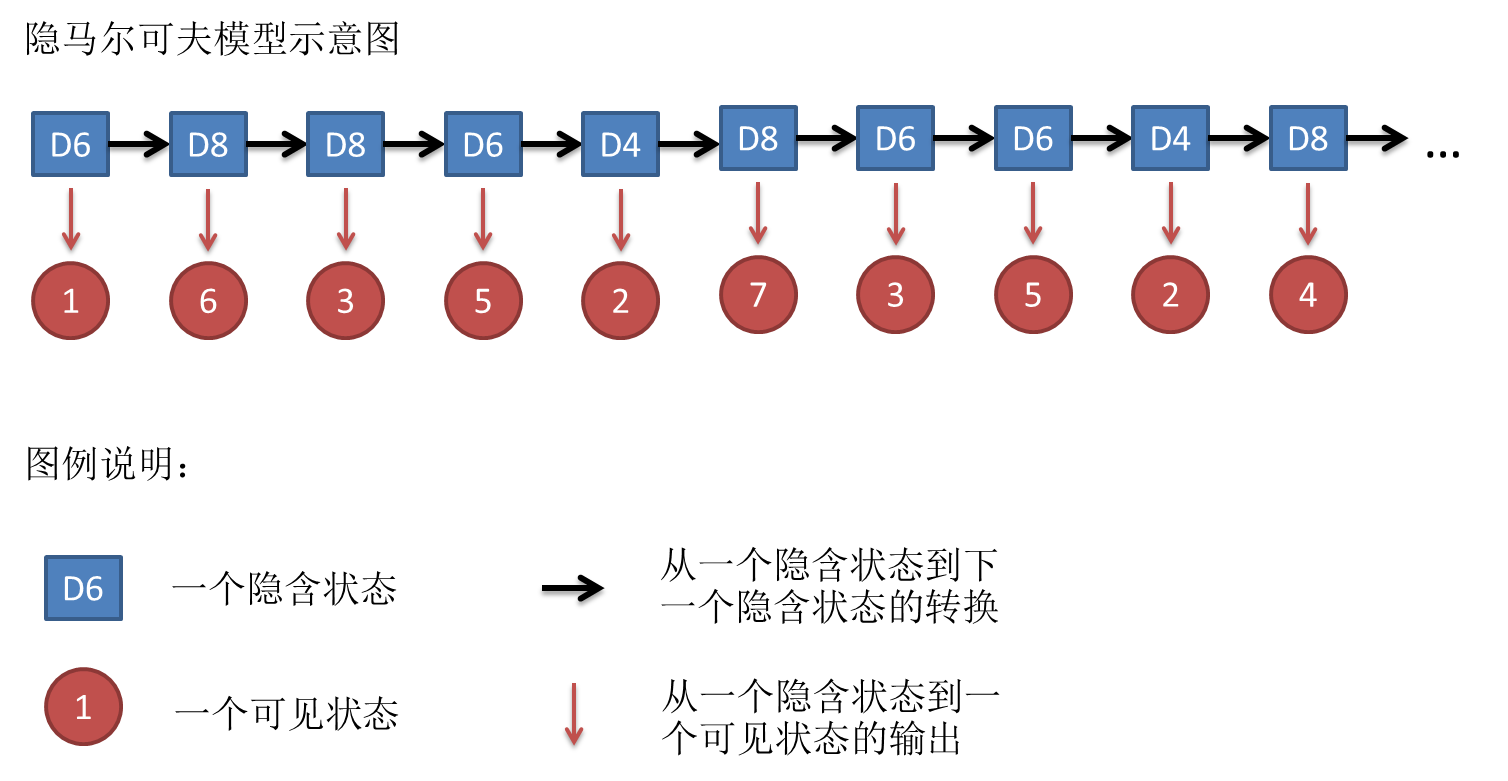 隐马尔可夫模型示意图
D6 D8 D8 D6 D4 D8 D6 D6 D4 D8 ...
1 6 3 5 2 7 3 5 2 4
图例说明：
D6 一个隐含状态
从一个隐含状态到下
一个隐含状态的转换
1 一个可见状态
从一个隐含状态到一
个可见状态的输出